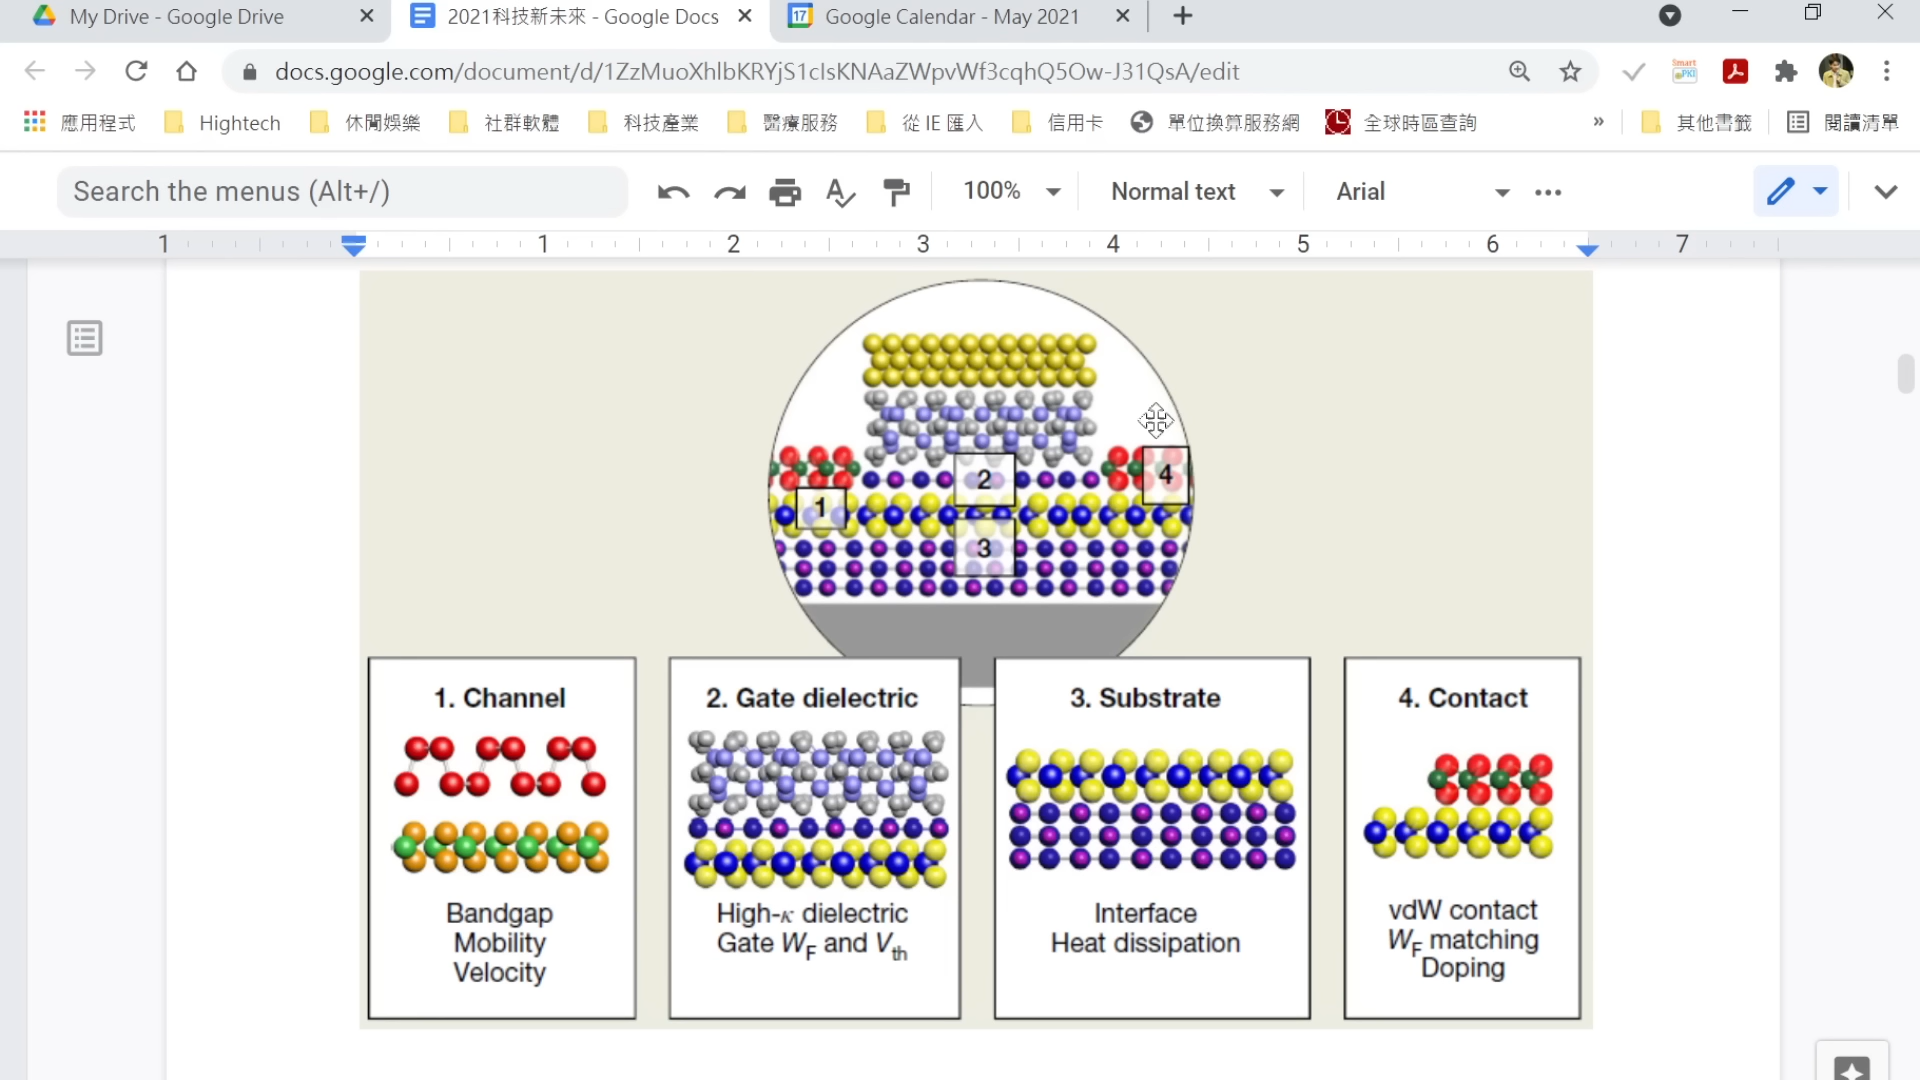 My Drive - Google Drive
2021科技新未來 - Google Docs
17
Google Calendar - May 2021
docs.google.com/document/d/1ZzMuoXhlbKRYjS1cIsKNAaZWpvWf3cqhQ5Ow-J31QsA/edit
Smart
PKI
應用程式
Hightech
休閒娛樂
社群軟體
科技產業
醫療服務
從 IE 匯入
信用卡
單位換算服務網
全球時區查詢
»
其他書籤
閱讀清單
Search the menus (Alt+/)
100%
Normal text
Arial
1 1 2 3 4 5 6 7
2
4
1
3
1. Channel
Bandgap
Mobility
Velocity
2. Gate dielectric
High-κ dielectric
Gate WF and Vth
3. Substrate
Interface
Heat dissipation
4. Contact
vdW contact
WF matching
Doping